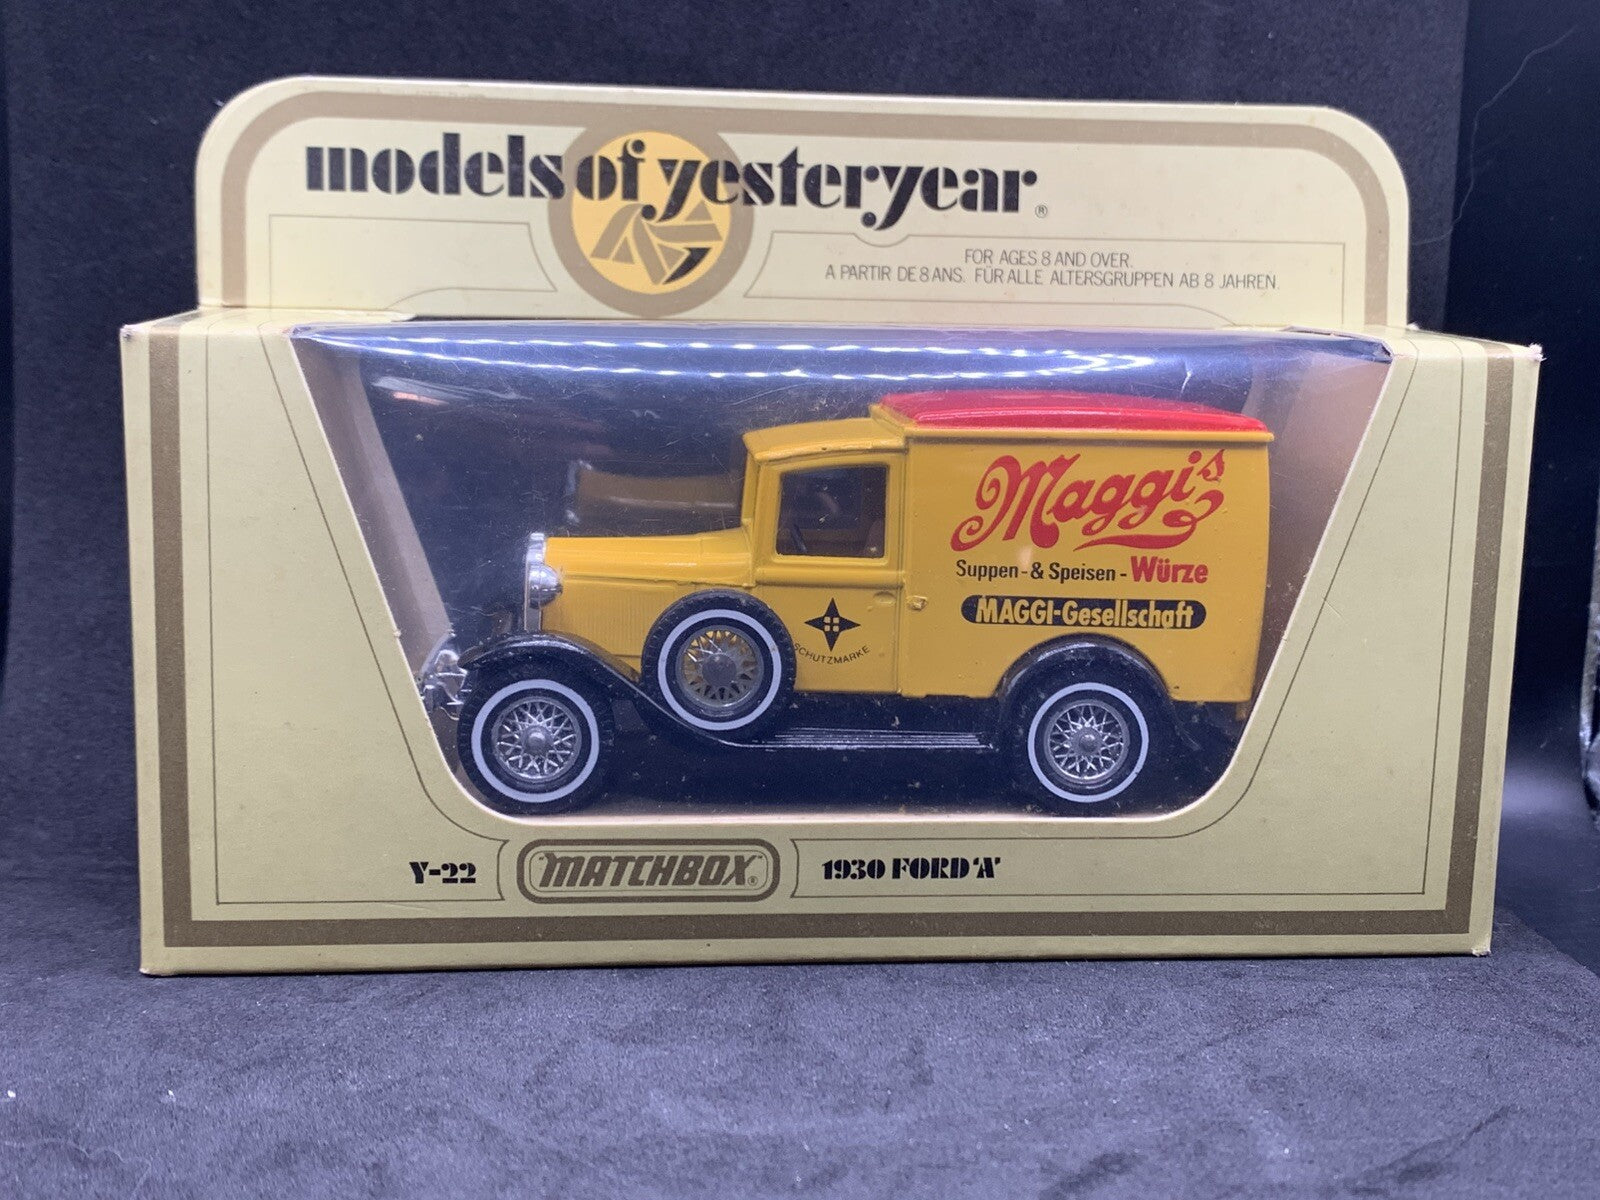 models of yesteryear®
FOR AGES 8 AND OVER.
A PARTIR DE 8 ANS. FÜR ALLE ALTERSGRUPPEN AB 8 JAHREN.
Maggi's
Suppen-& Speisen-Würze
MAGGI-Gesellschaft
SCHUTZMARKE
Y-22
"MATCHBOX"®
1930 FORD 'A'